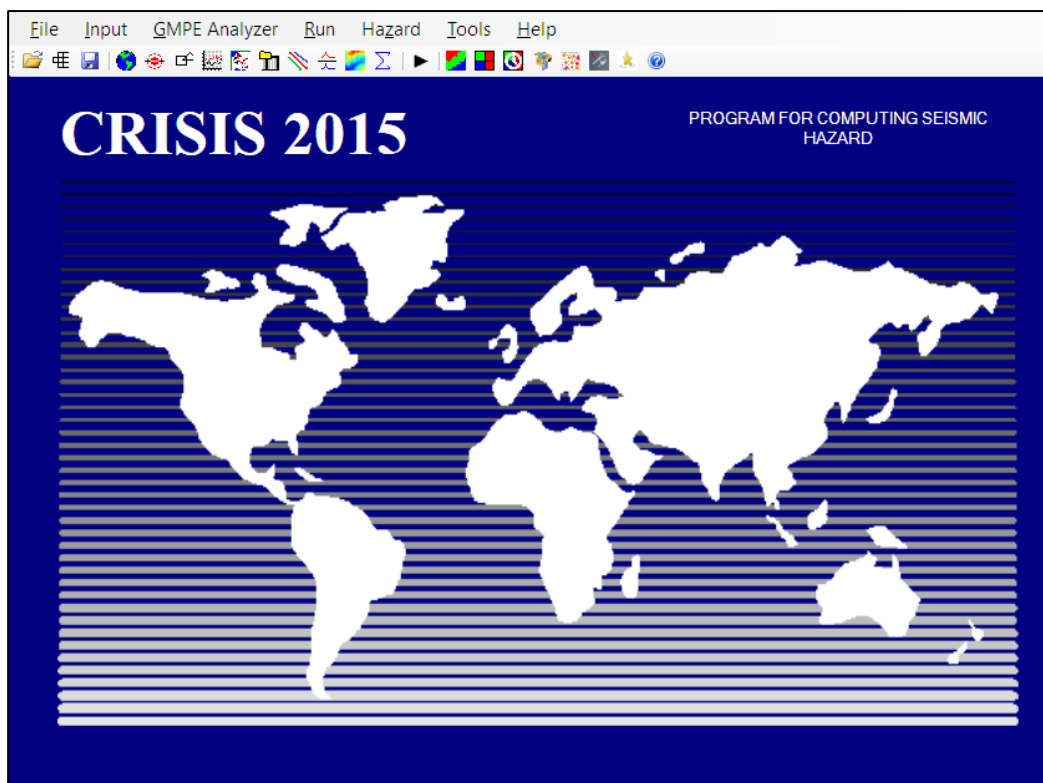 File Input GMPE Analyzer Run Hazard Tools Help
CRISIS 2015
PROGRAM FOR COMPUTING SEISMIC
HAZARD